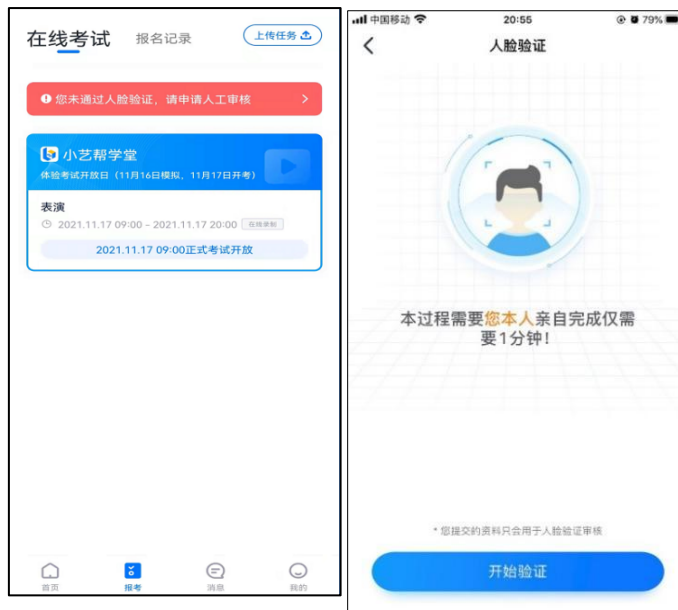 在线考试 报名记录 上传任务
您未通过人脸验证，请申请人工审核
小艺帮学堂
体验考试开放日（11月16日模拟，11月17日开考）
表演
2021.11.17 09:00 - 2021.11.17 20:00 在线录制
2021.11.17 09:00正式考试开放
首页 报考 消息 我的
中国移动 20:55 79%
人脸验证
本过程需要您本人亲自完成仅需
要1分钟！
* 您提交的资料只会用于人脸验证审核
开始验证